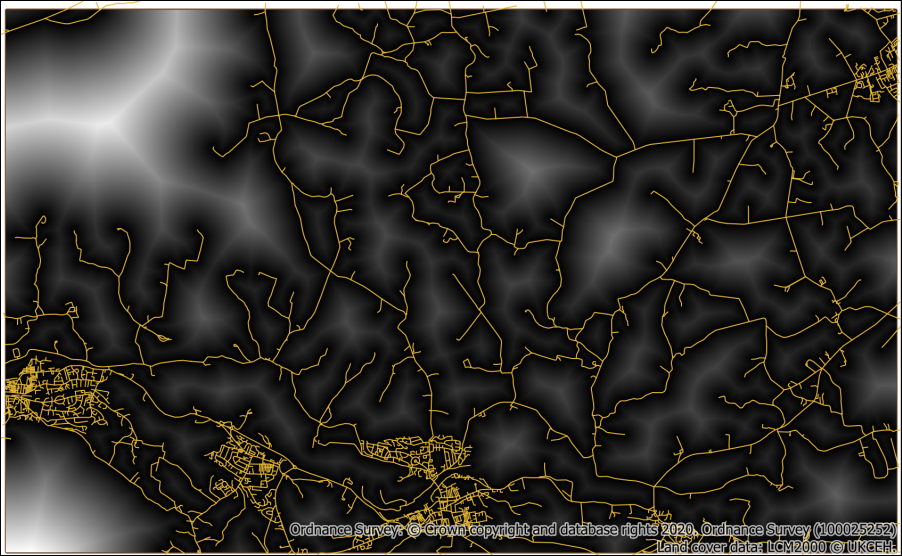 Ordnance Survey: © Crown copyright and database rights 2020. Ordnance Survey (100025252)
Land cover data: LCM2000 © UKCEH.